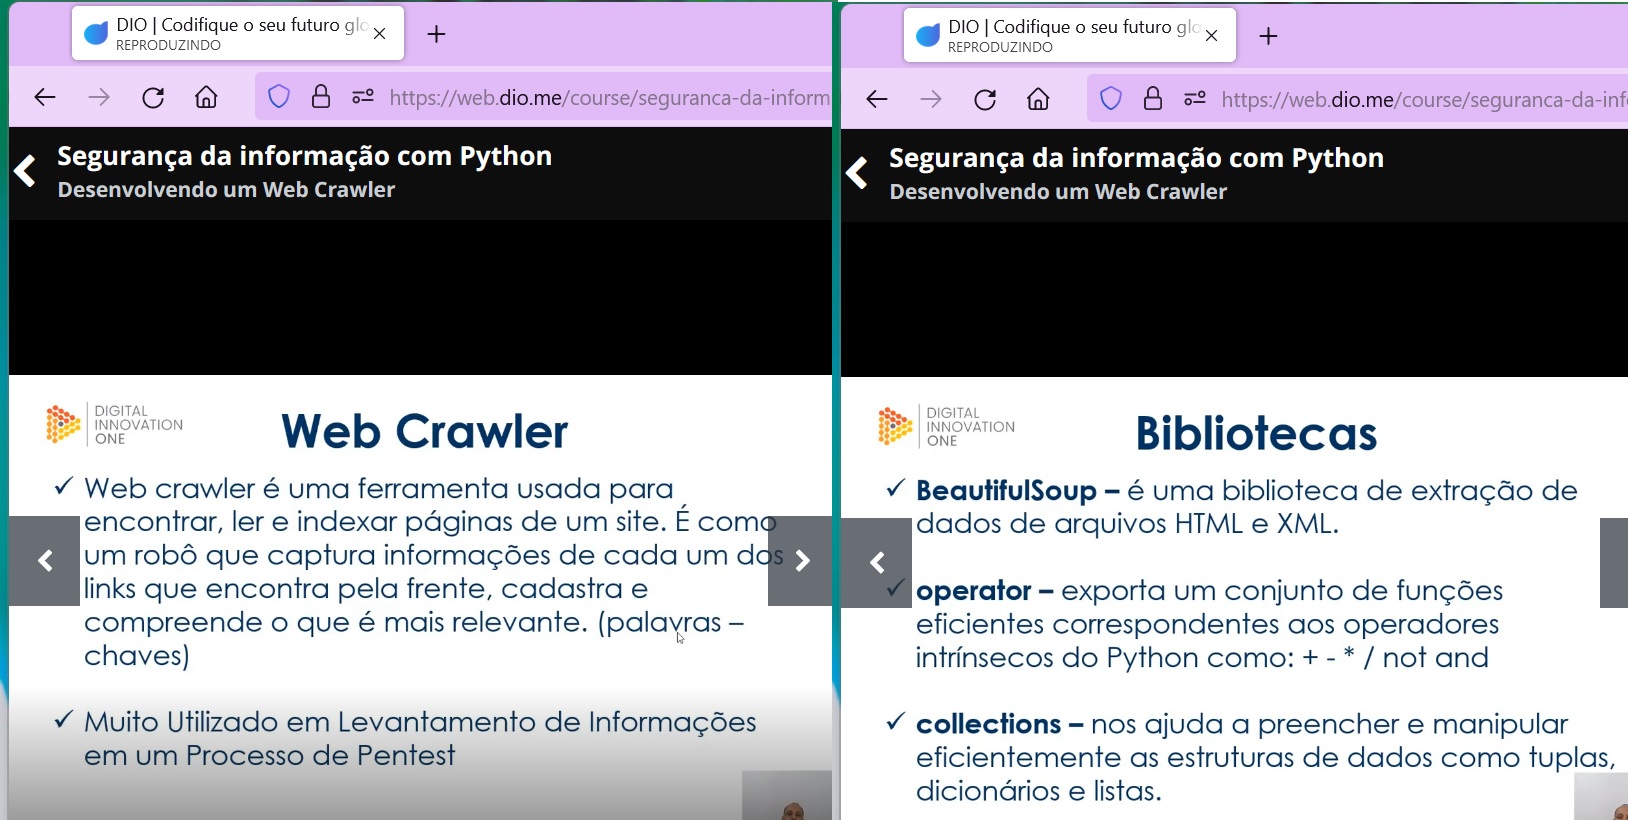 DIO | Codifique o seu futuro glo
REPRODUZINDO
https://web.dio.me/course/seguranca-da-inform
Segurança da informação com Python
Desenvolvendo um Web Crawler
DIGITAL
INNOVATION
ONE
Web Crawler
✓ Web crawler é uma ferramenta usada para
encontrar, ler e indexar páginas de um site. É como
um robô que captura informações de cada um dos
links que encontra pela frente, cadastra e
compreende o que é mais relevante. (palavras –
chaves)
✓ Muito Utilizado em Levantamento de Informações
em um Processo de Pentest
DIO | Codifique o seu futuro glo
REPRODUZINDO
https://web.dio.me/course/seguranca-da-inf
Segurança da informação com Python
Desenvolvendo um Web Crawler
DIGITAL
INNOVATION
ONE
Bibliotecas
✓ BeautifulSoup – é uma biblioteca de extração de
dados de arquivos HTML e XML.
✓ operator – exporta um conjunto de funções
eficientes correspondentes aos operadores
intrínsecos do Python como: + - * / not and
✓ collections – nos ajuda a preencher e manipular
eficientemente as estruturas de dados como tuplas,
dicionários e listas.